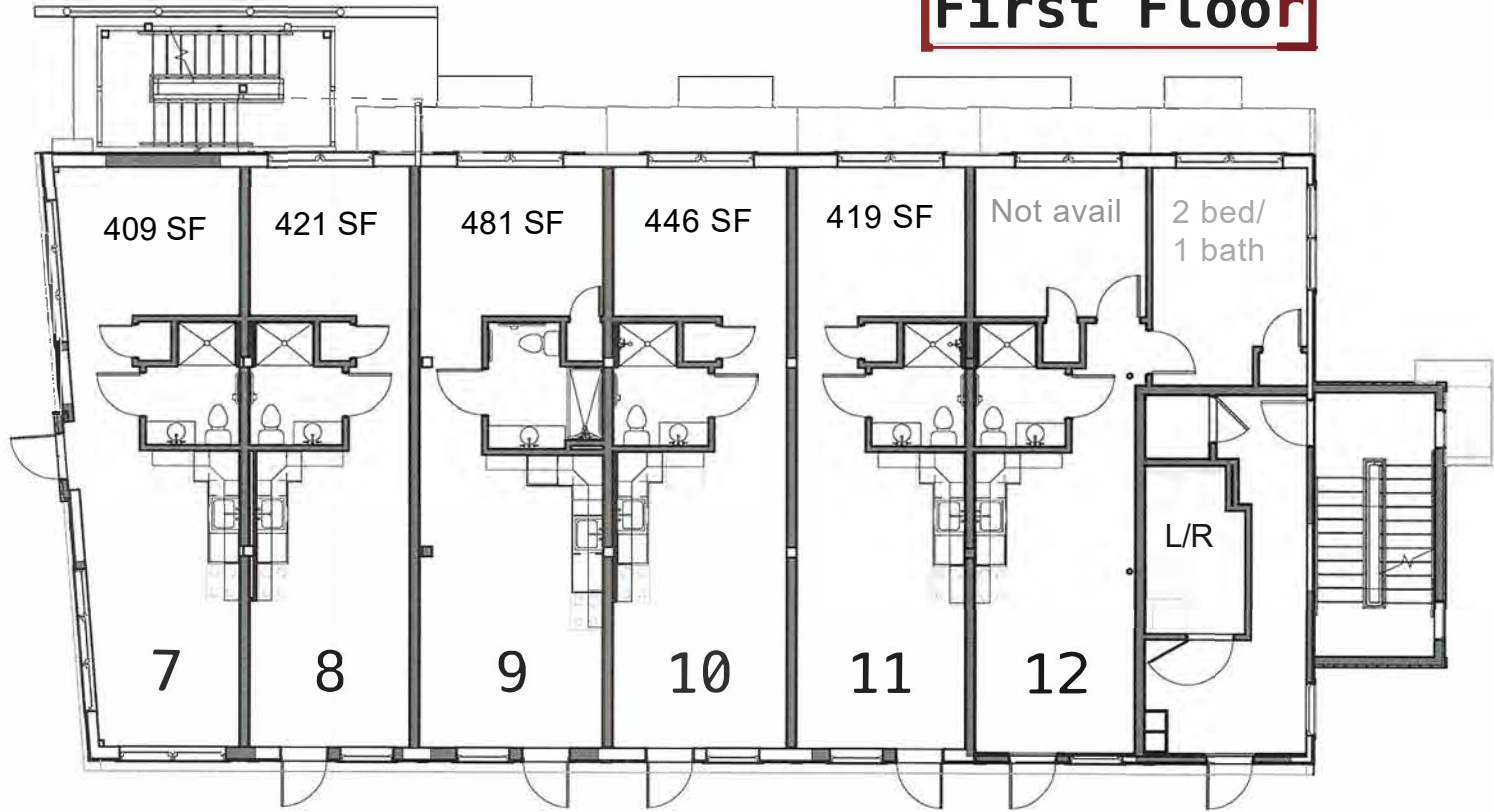 First Floor
409 SF
421 SF
481 SF
446 SF
419 SF
Not avail
2 bed/
1 bath
L/R
7
8
9
10
11
12